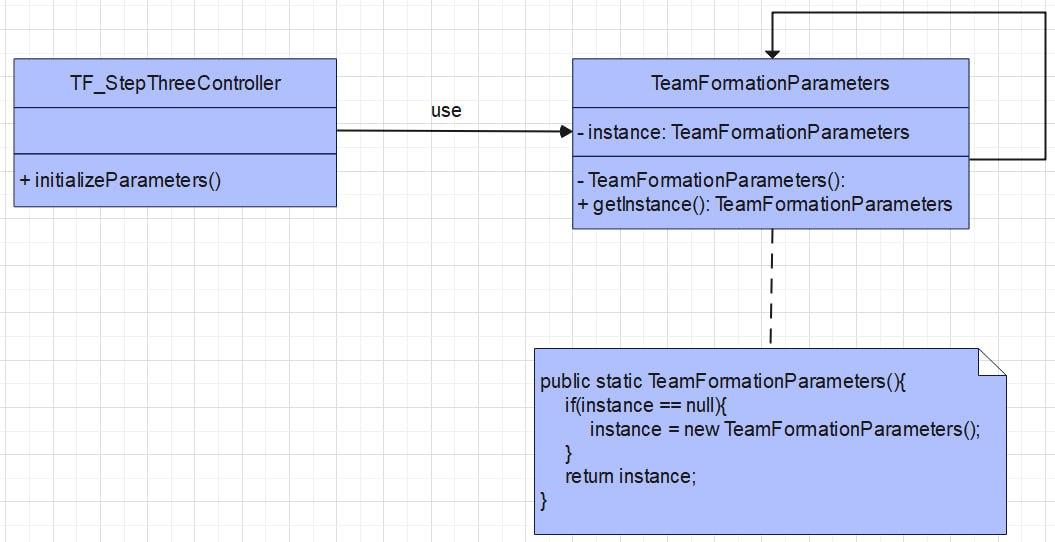 TF_StepThreeController
+ initializeParameters()
use
TeamFormationParameters
- instance: TeamFormationParameters
- TeamFormationParameters():
+ getInstance(): TeamFormationParameters
public static TeamFormationParameters(){
if(instance == null){
instance = new TeamFormationParameters();
}
return instance;
}